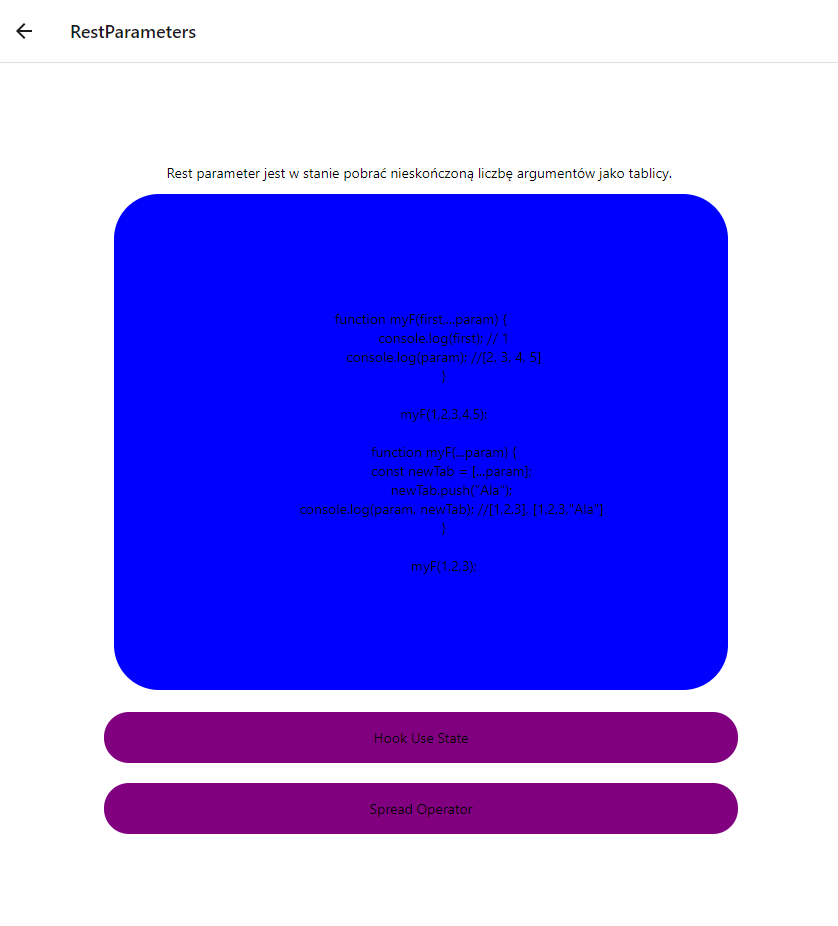 RestParameters
Rest parameter jest w stanie pobrać nieskończoną liczbę argumentów jako tablicy.
function myF(first,...param) {
console.log(first); // 1
console.log(param); //[2, 3, 4, 5]
}
myF(1,2,3,4,5);
function myF(...param) {
const newTab = [...param];
newTab.push("Ala");
console.log(param, newTab); //[1,2,3], [1,2,3,"Ala"]
}
myF(1,2,3);
Hook Use State
Spread Operator